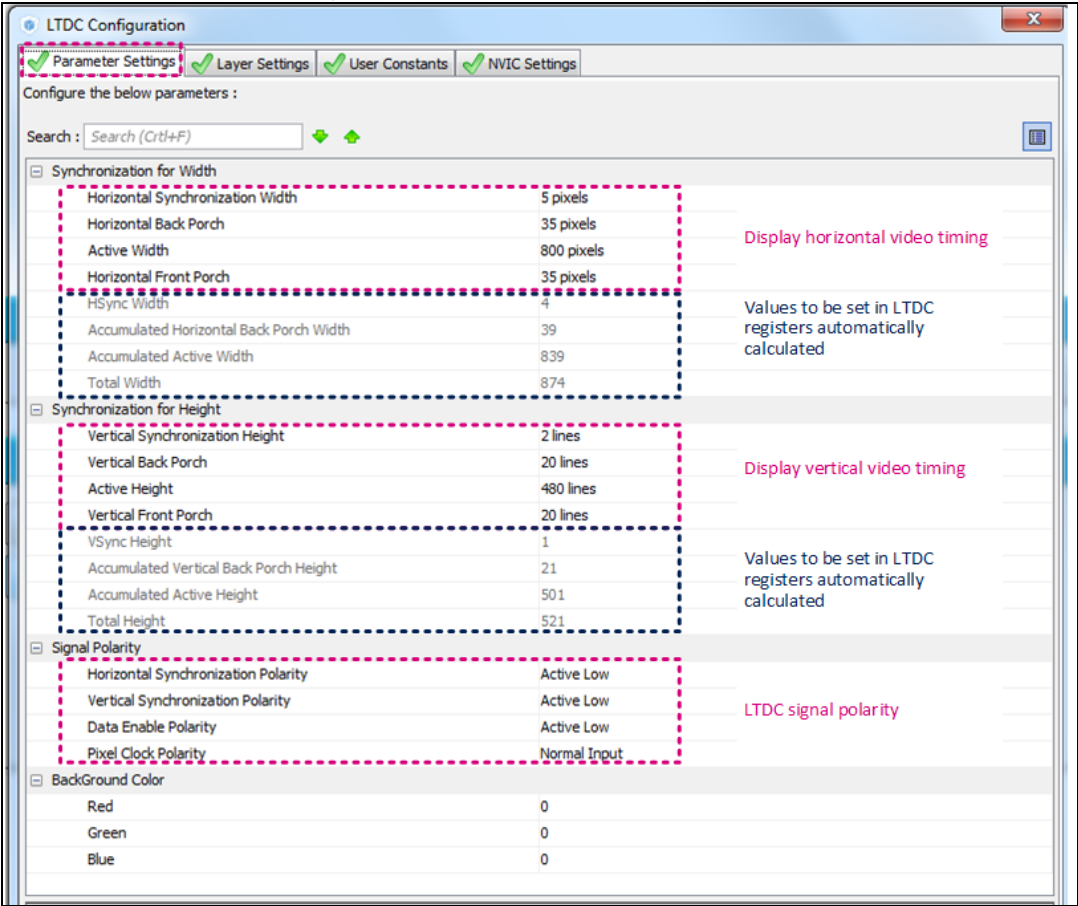 LTDC Configuration
Parameter Settings Layer Settings User Constants NVIC Settings
Configure the below parameters :
Search : Search (Crtl+F)
Synchronization for Width
Horizontal Synchronization Width 5 pixels
Horizontal Back Porch 35 pixels
Display horizontal video timing
Active Width 800 pixels
Horizontal Front Porch 35 pixels
HSync Width 4
Values to be set in LTDC
registers automatically
calculated
Accumulated Horizontal Back Porch Width 39
Accumulated Active Width 839
Total Width 874
Synchronization for Height
Vertical Synchronization Height 2 lines
Vertical Back Porch 20 lines
Display vertical video timing
Active Height 480 lines
Vertical Front Porch 20 lines
VSync Height 1
Values to be set in LTDC
registers automatically
calculated
Accumulated Vertical Back Porch Height 21
Accumulated Active Height 501
Total Height 521
Signal Polarity
Horizontal Synchronization Polarity Active Low
Vertical Synchronization Polarity Active Low
LTDC signal polarity
Data Enable Polarity Active Low
Pixel Clock Polarity Normal Input
BackGround Color
Red 0
Green 0
Blue 0